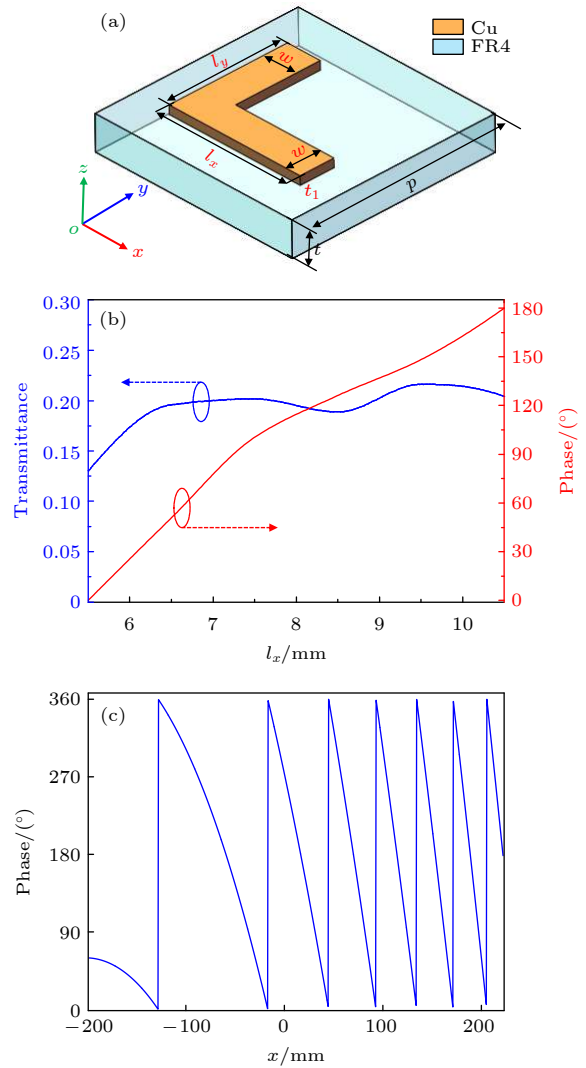 (a)
Cu
FR4
l_y
w
l_x
w
t_1
p
t
z
y
o
x
(b)
0.30
0.25
0.20
0.15
0.10
0.05
0
Transmittance
180
150
120
90
60
30
0
Phase/(°)
6 7 8 9 10
l_x/mm
(c)
360
270
180
90
0
Phase/(°)
−200 −100 0 100 200
x/mm